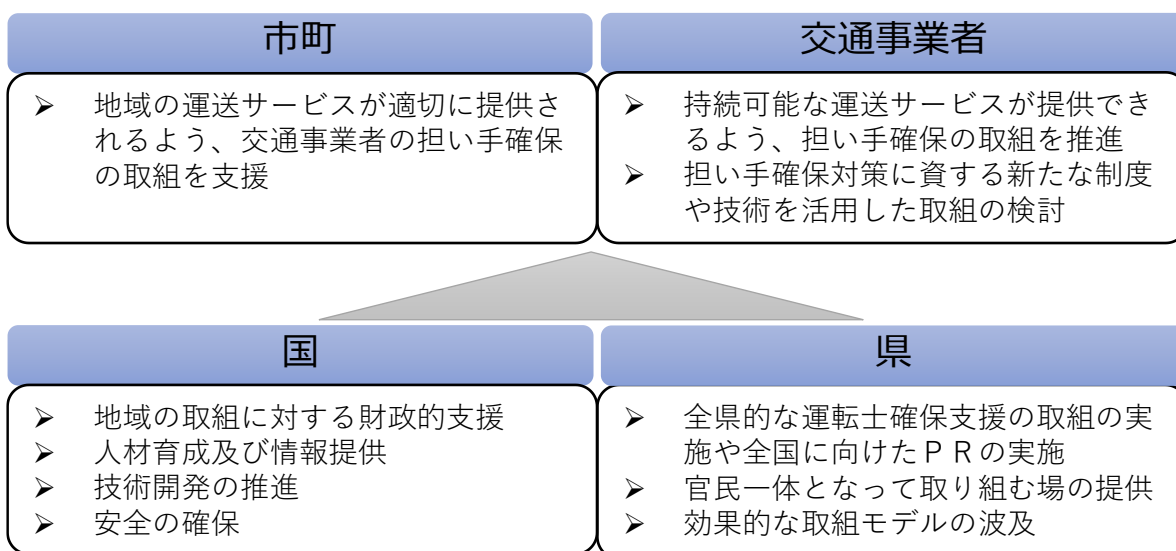 市町
➢ 地域の運送サービスが適切に提供さ
れるよう、交通事業者の担い手確保
の取組を支援
交通事業者
➢ 持続可能な運送サービスが提供でき
るよう、担い手確保の取組を推進
➢ 担い手確保対策に資する新たな制度
や技術を活用した取組の検討
国
➢ 地域の取組に対する財政的支援
➢ 人材育成及び情報提供
➢ 技術開発の推進
➢ 安全の確保
県
➢ 全県的な運転士確保支援の取組の実
施や全国に向けたＰＲの実施
➢ 官民一体となって取り組む場の提供
➢ 効果的な取組モデルの波及